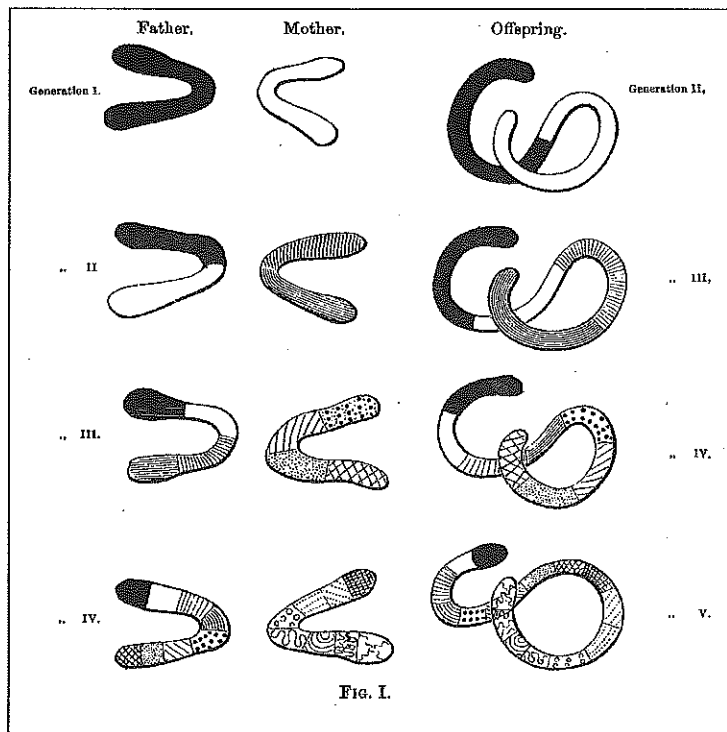 Father. Mother. Offspring.
Generation I. Generation II,
„ II „ III,
„ III. „ IV.
„ IV. „ V.
FIG. I.